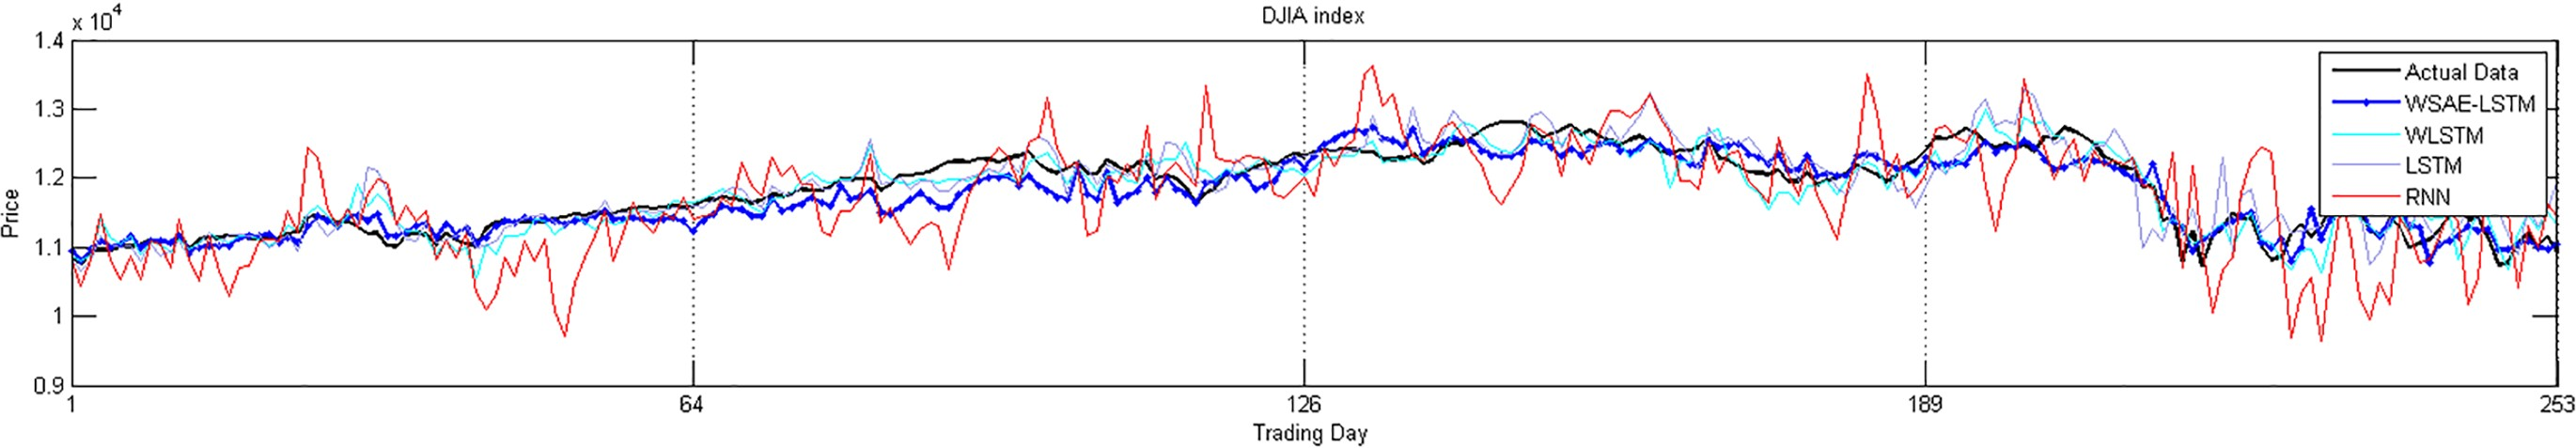 DJIA index
x 10^4
1.4
1.3
1.2
1.1
1
0.9
Price
1
64
126
189
253
Trading Day
Actual Data
WSAE-LSTM
WLSTM
LSTM
RNN